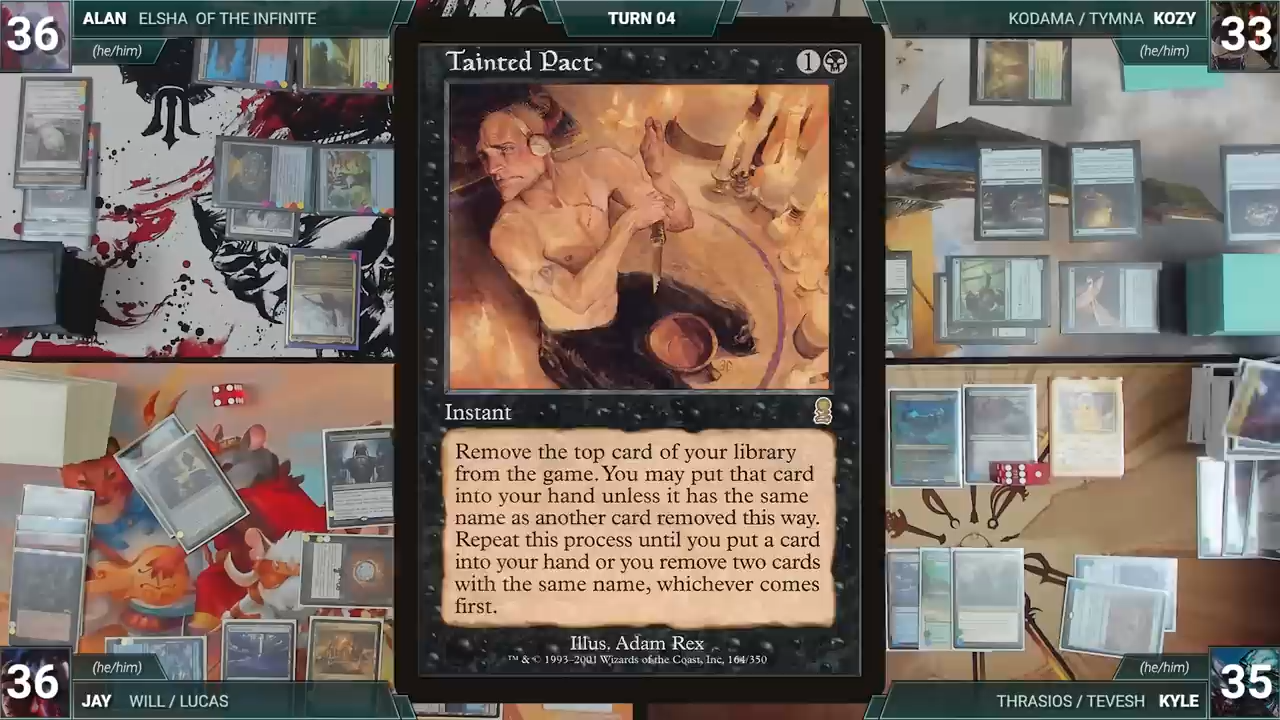 36
ALAN ELSHA OF THE INFINITE
(he/him)
TURN 04
KODAMA / TYMNA KOZY
(he/him)
33
Tainted Pact
1
Instant
Remove the top card of your library
from the game. You may put that card
into your hand unless it has the same
name as another card removed this way.
Repeat this process until you put a card
into your hand or you remove two cards
with the same name, whichever comes
first.
Illus. Adam Rex
™ & © 1993–2001 Wizards of the Coast, Inc. 164/350
36
(he/him)
JAY WILL / LUCAS
(he/him)
THRASIOS / TEVESH KYLE
35